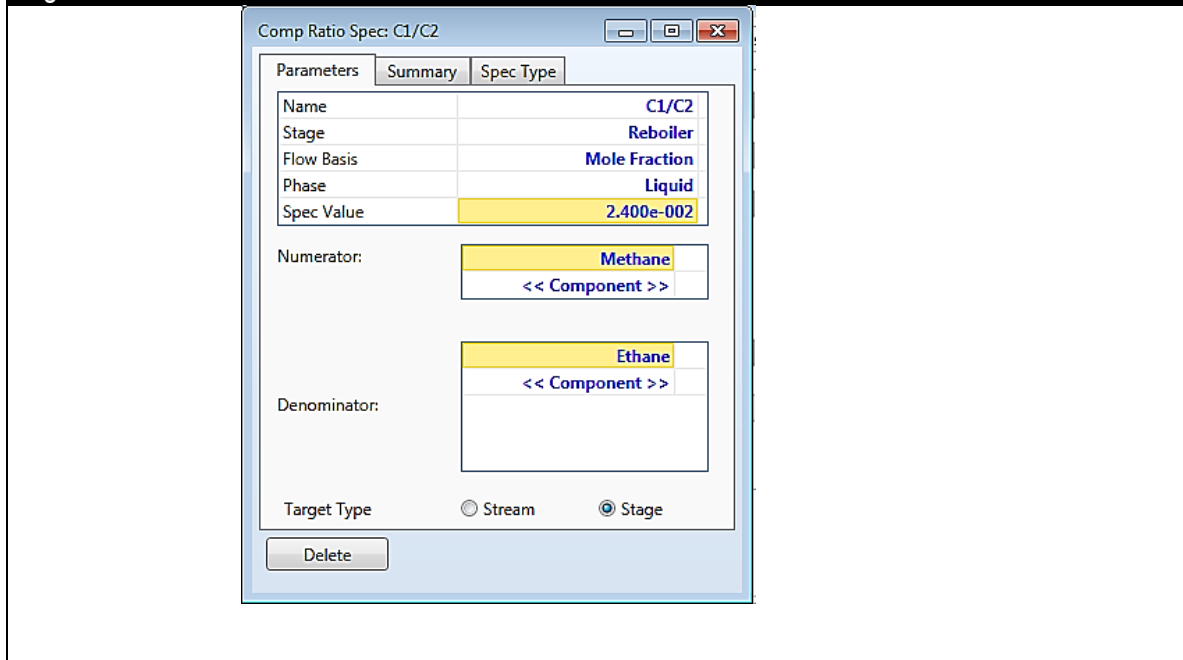 Comp Ratio Spec: C1/C2
Parameters Summary Spec Type
Name C1/C2
Stage Reboiler
Flow Basis Mole Fraction
Phase Liquid
Spec Value 2.400e-002
Numerator: Methane
<< Component >>
Ethane
<< Component >>
Denominator:
Target Type Stream Stage
Delete